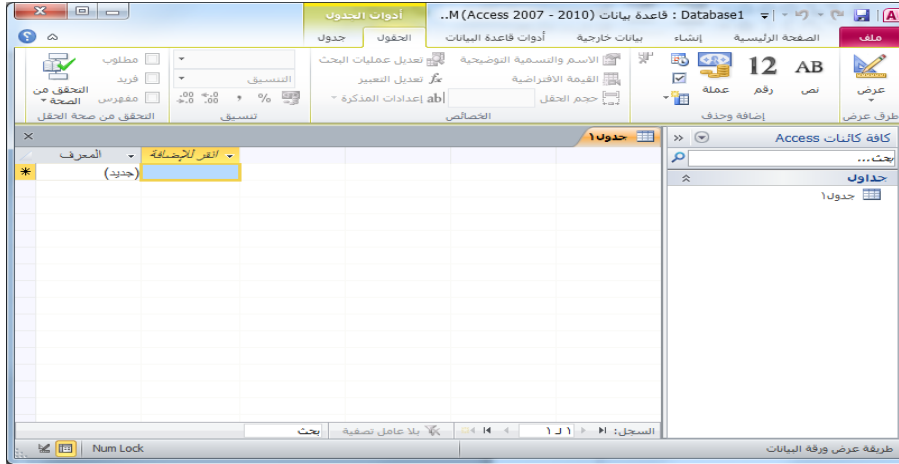 Database1 : قاعدة بيانات (Access 2007 - 2010) M..
أدوات الجدول
ملف
الصفحة الرئيسية
إنشاء
بيانات خارجية
أدوات قاعدة البيانات
الحقول
جدول
عرض
AB
نص
12
رقم
عملة
الاسم والتسمية التوضيحية
القيمة الافتراضية
حجم الحقل
تعديل عمليات البحث
fx تعديل التعبير
ab إعدادات المذكرة
التنسيق
% ,
مطلوب
فريد
مفهرس
التحقق من الصحة
طرق عرض
إضافة وحذف
الخصائص
تنسيق
التحقق من صحة الحقل
كافة كائنات Access
بحث...
جداول
جدول١
جدول١
المعرف
انقر للإضافة
(جديد)
السجل: ١ لـ ١
بلا عامل تصفية
بحث
طريقة عرض ورقة البيانات
Num Lock